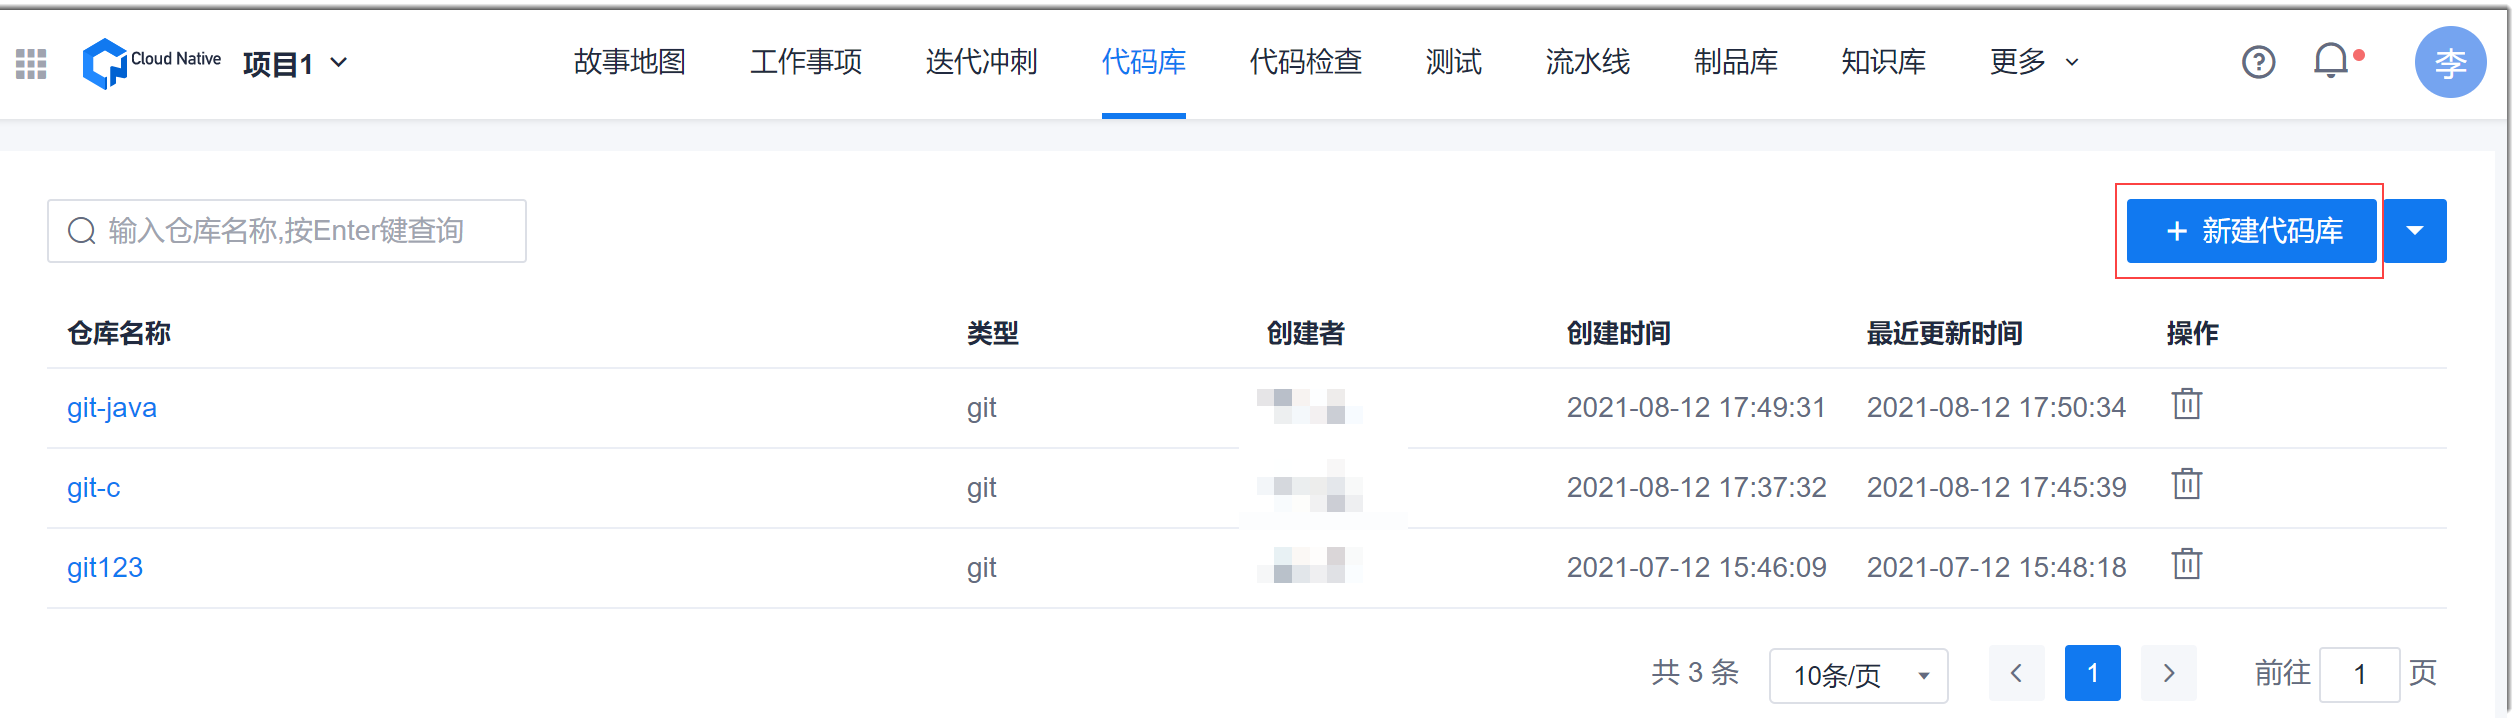 Cloud Native 项目1 故事地图 工作事项 迭代冲刺 代码库 代码检查 测试 流水线 制品库 知识库 更多 李
输入仓库名称,按Enter键查询 + 新建代码库
仓库名称 类型 创建者 创建时间 最近更新时间 操作
git-java git 2021-08-12 17:49:31 2021-08-12 17:50:34
git-c git 2021-08-12 17:37:32 2021-08-12 17:45:39
git123 git 2021-07-12 15:46:09 2021-07-12 15:48:18
共 3 条 10条/页 1 前往 1 页